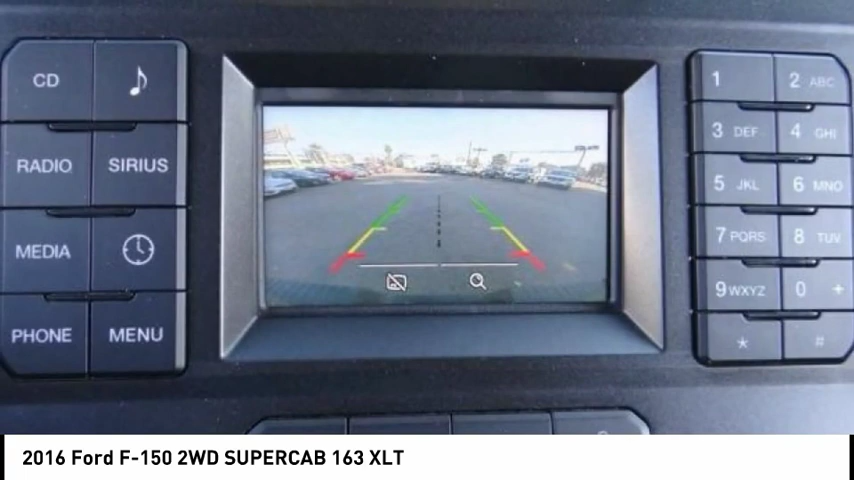 CD
RADIO SIRIUS
MEDIA
PHONE MENU
1 2 ABC
3 DEF 4 GHI
5 JKL 6 MNO
7 PQRS 8 TUV
9 WXYZ 0 +
* #
2016 Ford F-150 2WD SUPERCAB 163 XLT